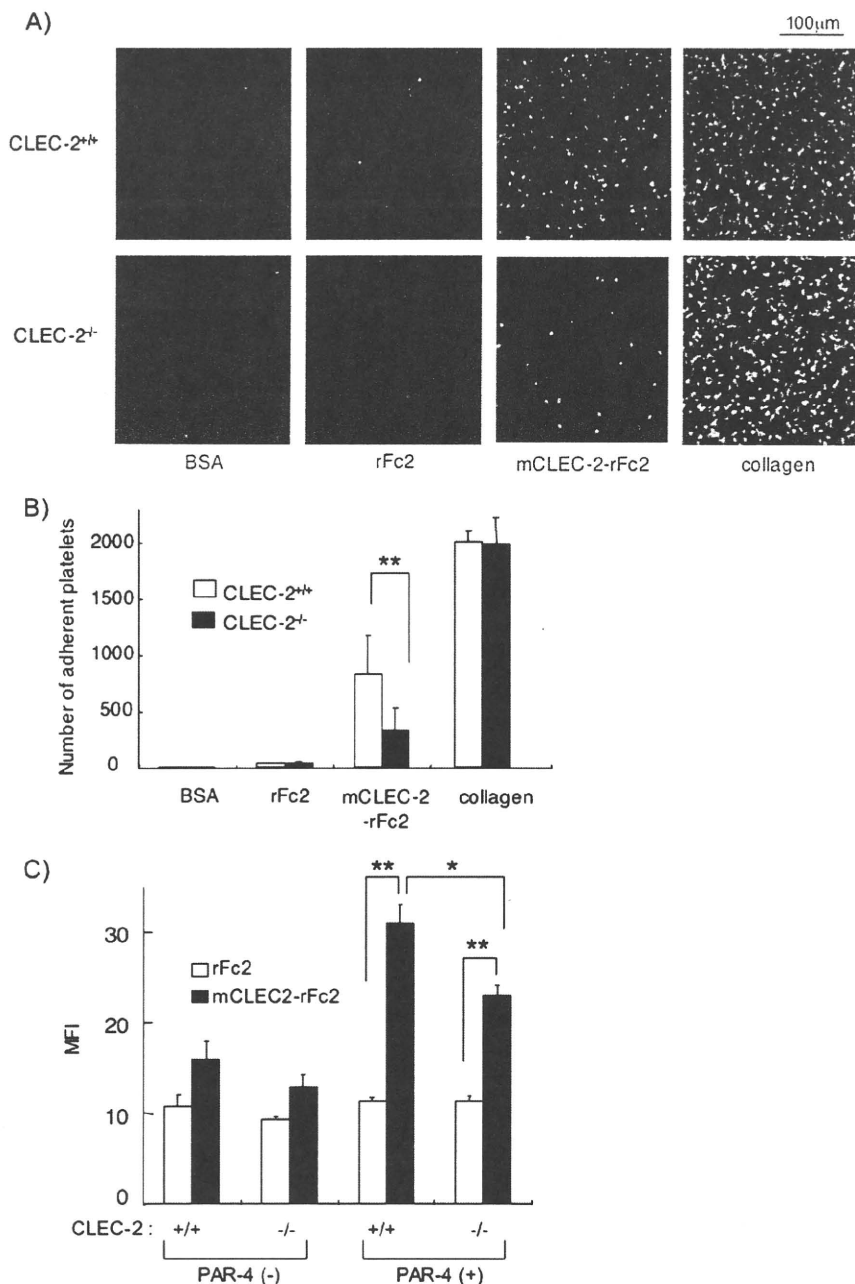 A)
100μm
CLEC-2+/+
CLEC-2-/-
BSA rFc2 mCLEC-2-rFc2 collagen
B)
Number of adherent platelets
2000
1500
1000
500
0
**
CLEC-2+/+
CLEC-2-/-
BSA rFc2 mCLEC-2 -rFc2 collagen
C)
MFI
30
20
10
0
rFc2
mCLEC2-rFc2
** * **
CLEC-2 : +/+ -/- +/+ -/-
PAR-4 (-) PAR-4 (+)